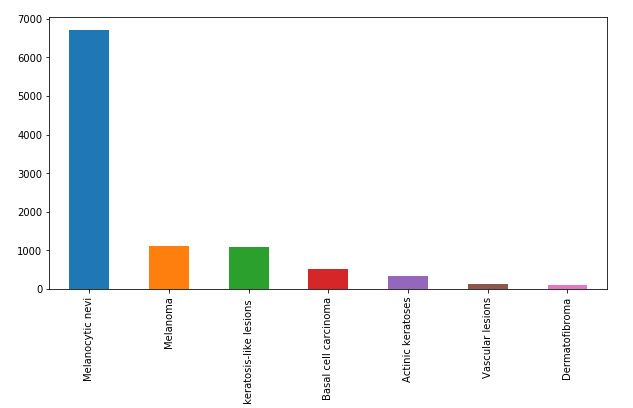 7000
6000
5000
4000
3000
2000
1000
0
Melanocytic nevi
Melanoma
keratosis-like lesions
Basal cell carcinoma
Actinic keratoses
Vascular lesions
Dermatofibroma